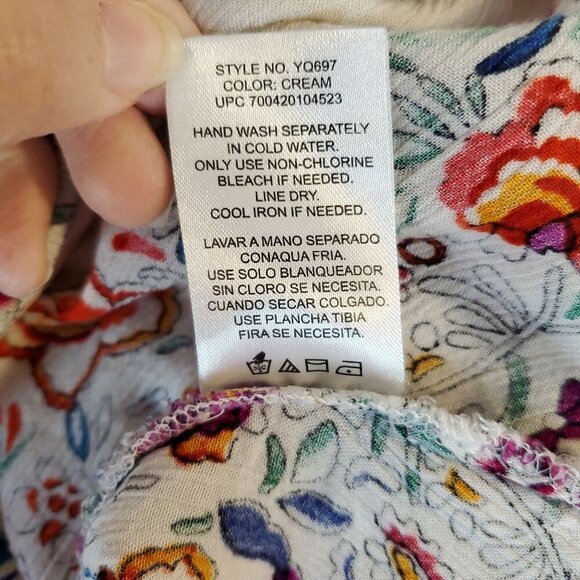 STYLE NO. YQ697
COLOR: CREAM
UPC 700420104523
HAND WASH SEPARATELY
IN COLD WATER.
ONLY USE NON-CHLORINE
BLEACH IF NEEDED.
LINE DRY.
COOL IRON IF NEEDED.
LAVAR A MANO SEPARADO
CONAQUA FRIA.
USE SOLO BLANQUEADOR
SIN CLORO SE NECESITA.
CUANDO SECAR COLGADO.
USE PLANCHA TIBIA
FIRA SE NECESITA.